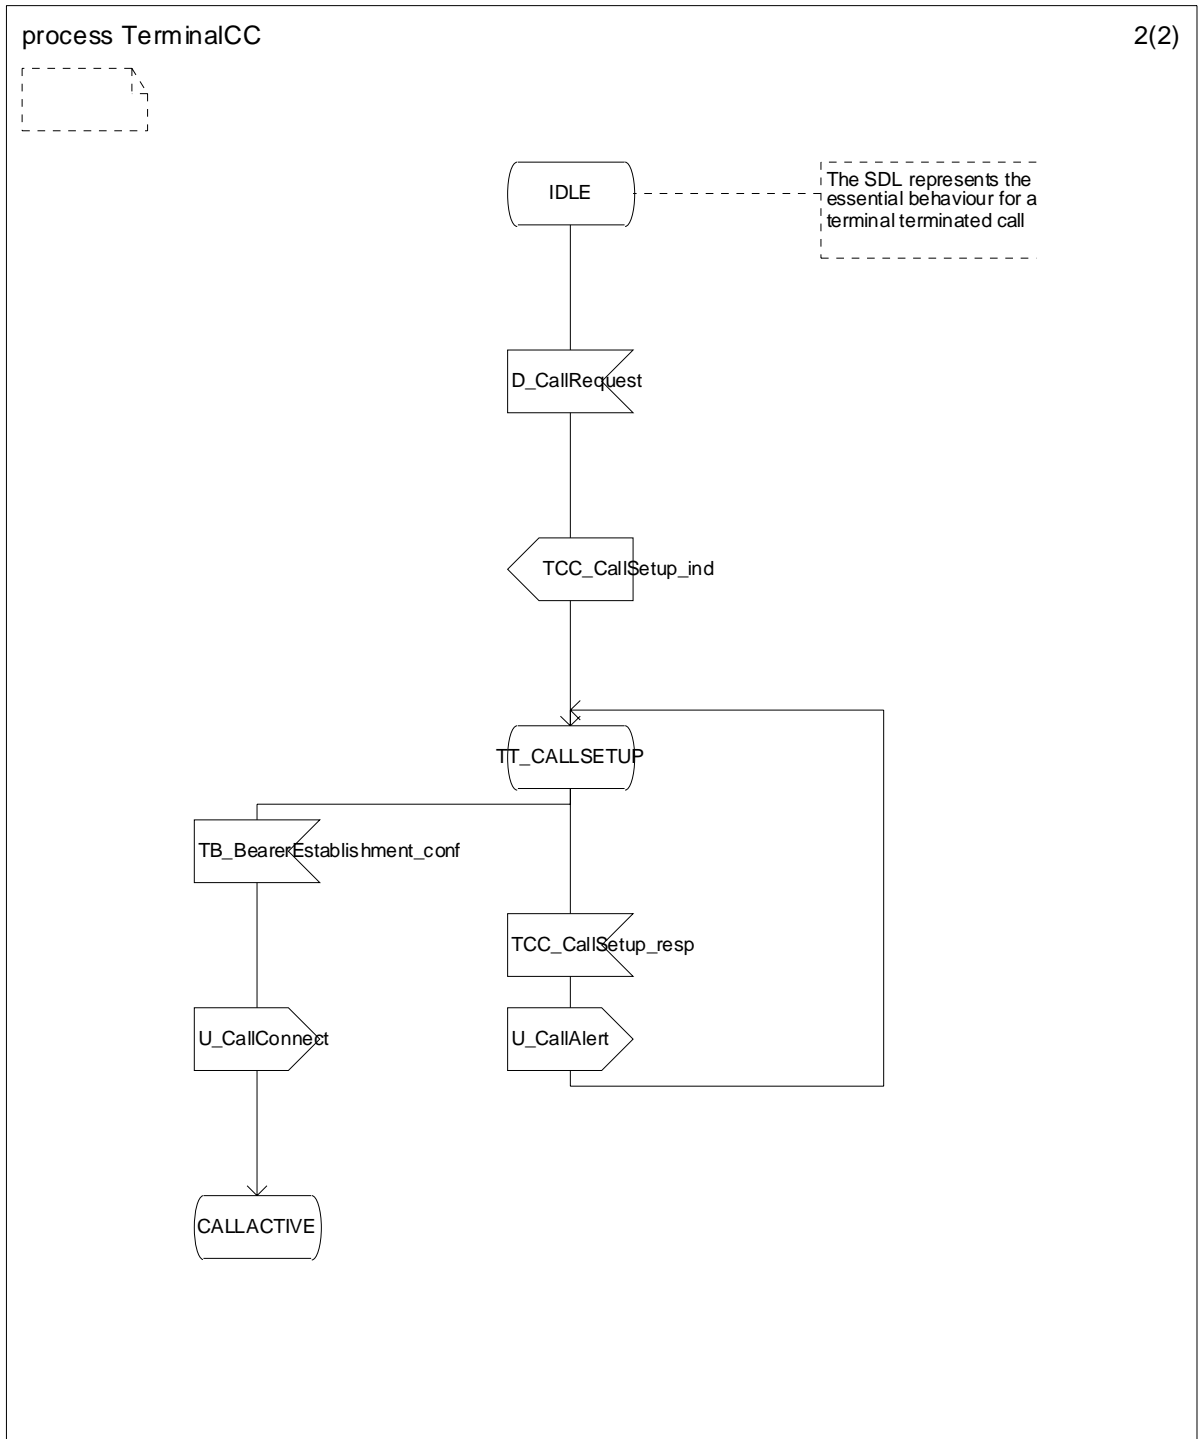 process TerminalCC
2(2)
IDLE
The SDL represents the
essential behaviour for a
terminal terminated call
D_CallRequest
TCC_CallSetup_ind
TT_CALLSETUP
TB_BearerEstablishment_conf
TCC_CallSetup_resp
U_CallConnect
U_CallAlert
CALLACTIVE